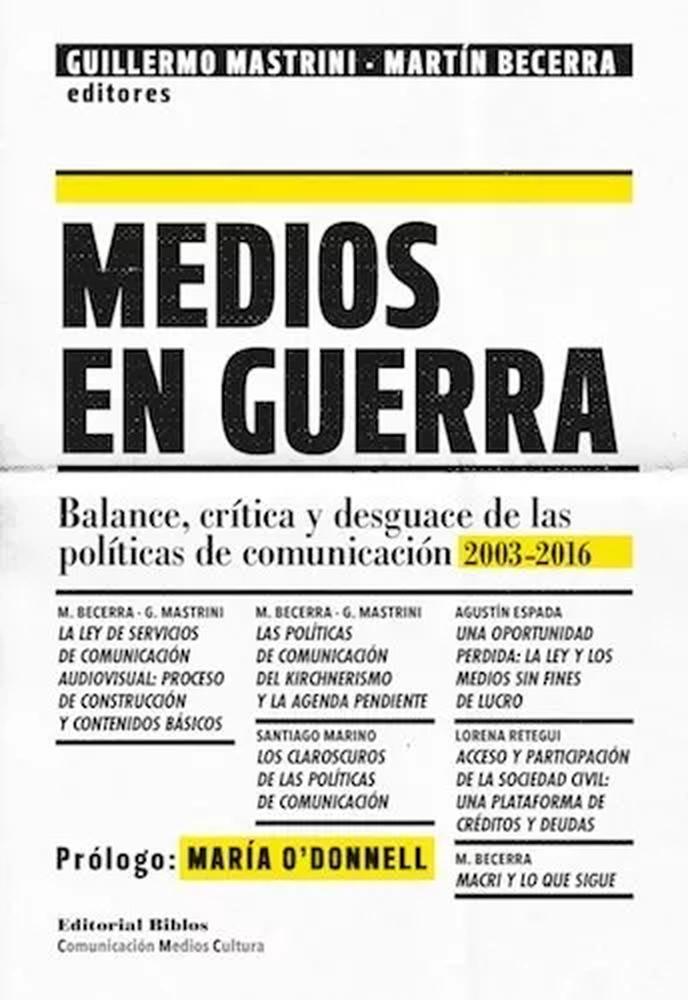 GUILLERMO MASTRINI · MARTÍN BECERRA
editores
MEDIOS
EN GUERRA
Balance, crítica y desguace de las
políticas de comunicación 2003-2016
M. BECERRA - G. MASTRINI
LA LEY DE SERVICIOS
DE COMUNICACIÓN
AUDIOVISUAL: PROCESO
DE CONSTRUCCIÓN
Y CONTENIDOS BÁSICOS
M. BECERRA - G. MASTRINI
LAS POLÍTICAS
DE COMUNICACIÓN
DEL KIRCHNERISMO
Y LA AGENDA PENDIENTE
SANTIAGO MARINO
LOS CLAROSCUROS
DE LAS POLÍTICAS
DE COMUNICACIÓN
AGUSTÍN ESPADA
UNA OPORTUNIDAD
PERDIDA: LA LEY Y LOS
MEDIOS SIN FINES
DE LUCRO
LORENA RETEGUI
ACCESO Y PARTICIPACIÓN
DE LA SOCIEDAD CIVIL:
UNA PLATAFORMA DE
CRÉDITOS Y DEUDAS
M. BECERRA
MACRI Y LO QUE SIGUE
Prólogo: MARÍA O'DONNELL
Editorial Biblos
Comunicación Medios Cultura